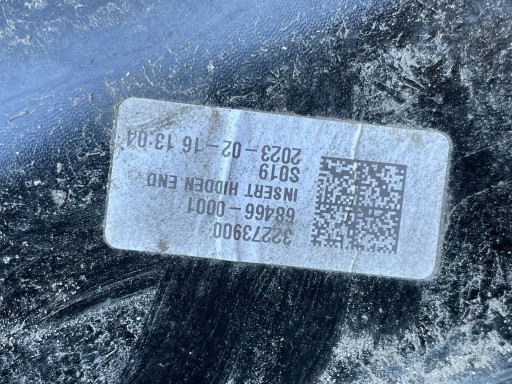 32273900
68466-0001
INSERT HIDDEN END
S019
2023-02-16 13:04